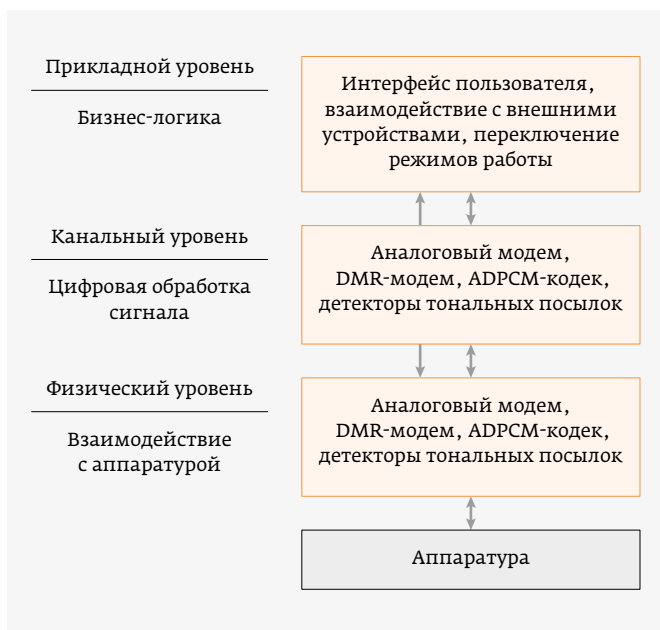 Прикладной уровень
Бизнес-логика
Интерфейс пользователя,
взаимодействие с внешними
устройствами, переключение
режимов работы
Канальный уровень
Цифровая обработка
сигнала
Аналоговый модем,
DMR-модем, ADPCM-кодек,
детекторы тональных посылок
Физический уровень
Взаимодействие
с аппаратурой
Аналоговый модем,
DMR-модем, ADPCM-кодек,
детекторы тональных посылок
Аппаратура